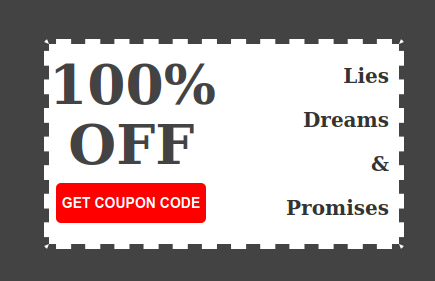 100%
OFF
GET COUPON CODE
Lies
Dreams
&
Promises